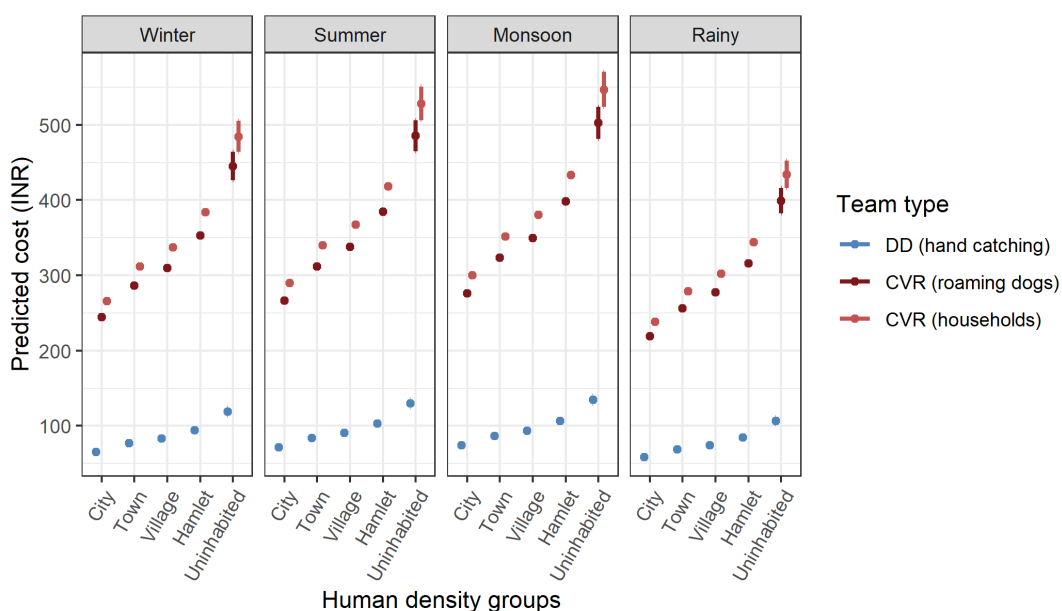 Winter
Summer
Monsoon
Rainy
Predicted cost (INR)
500
400
300
200
100
City
Town
Village
Hamlet
Uninhabited
City
Town
Village
Hamlet
Uninhabited
City
Town
Village
Hamlet
Uninhabited
City
Town
Village
Hamlet
Uninhabited
Human density groups
Team type
DD (hand catching)
CVR (roaming dogs)
CVR (households)